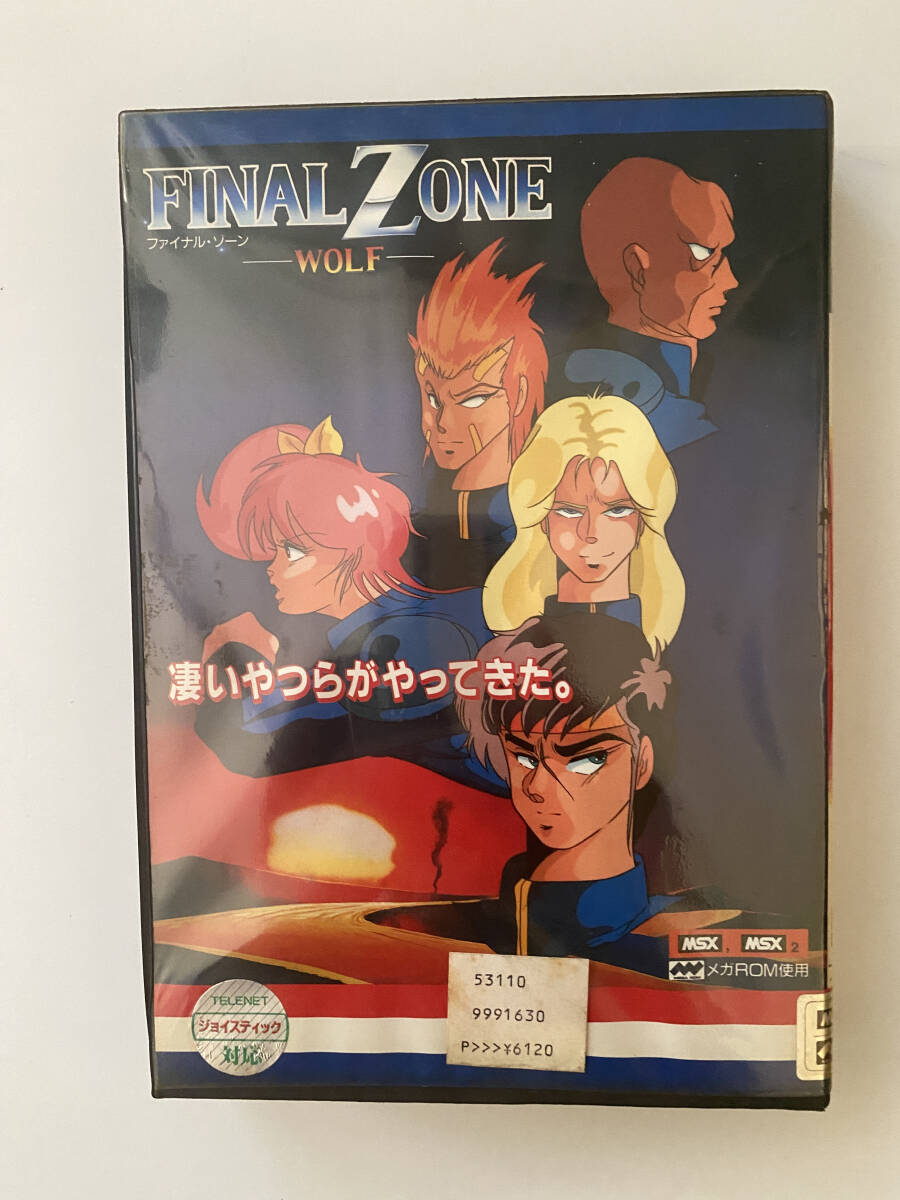 FINAL ZONE
ファイナル・ゾーン
WOLF
凄いやつらがやってきた。
MSX, MSX 2
メガROM使用
TELENET
ジョイスティック
対応
53110
9991630
P>>>¥6120